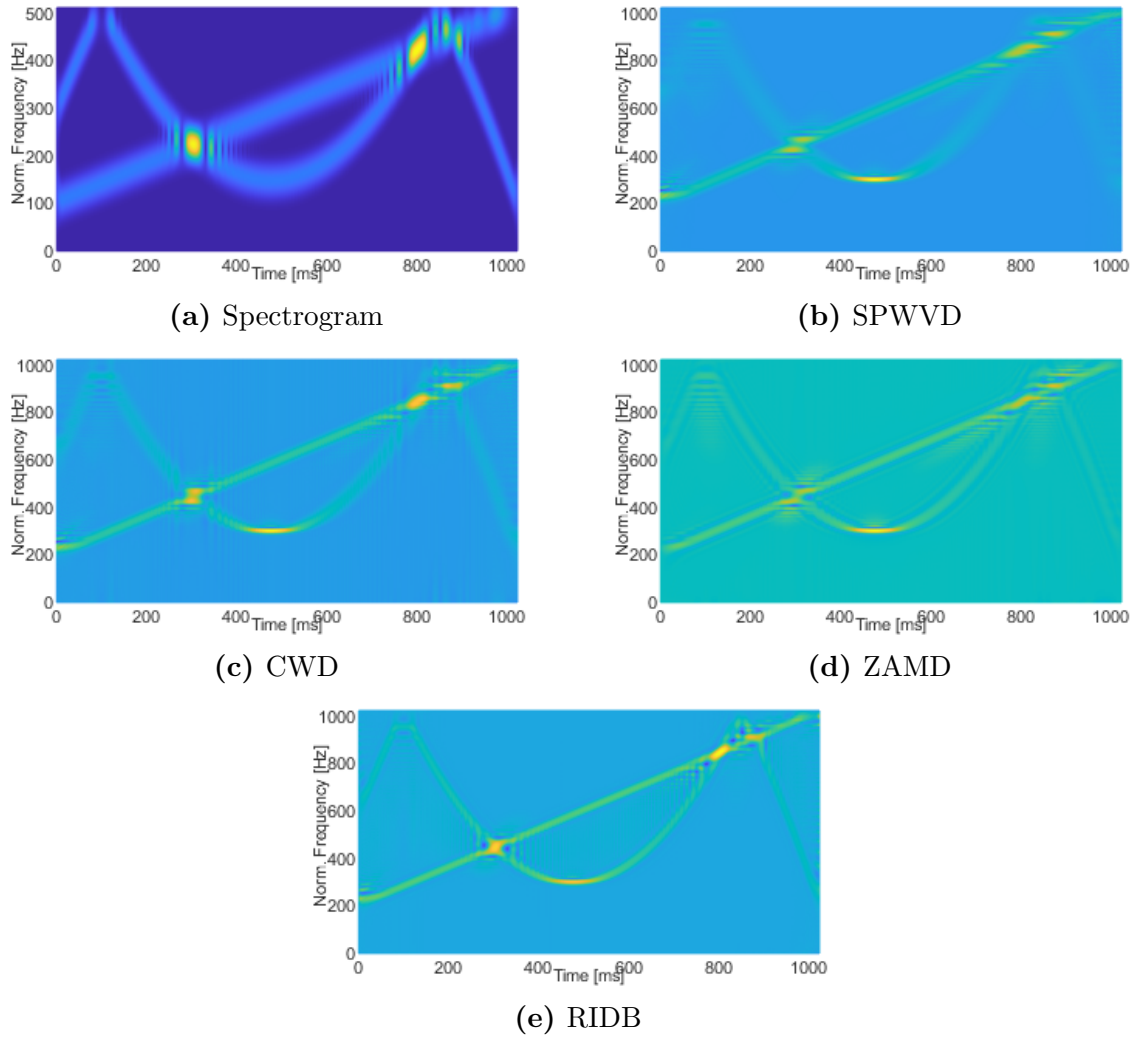 500
400
300
200
100
0
Norm. Frequency [Hz]
0 200 400 600 800 1000
Time [ms]
(a) Spectrogram
1000
800
600
400
200
0
Norm. Frequency [Hz]
0 200 400 600 800 1000
Time [ms]
(b) SPWVD
1000
800
600
400
200
0
Norm. Frequency [Hz]
0 200 400 600 800 1000
Time [ms]
(c) CWD
1000
800
600
400
200
0
Norm. Frequency [Hz]
0 200 400 600 800 1000
Time [ms]
(d) ZAMD
1000
800
600
400
200
0
Norm. Frequency [Hz]
0 200 400 600 800 1000
Time [ms]
(e) RIDB